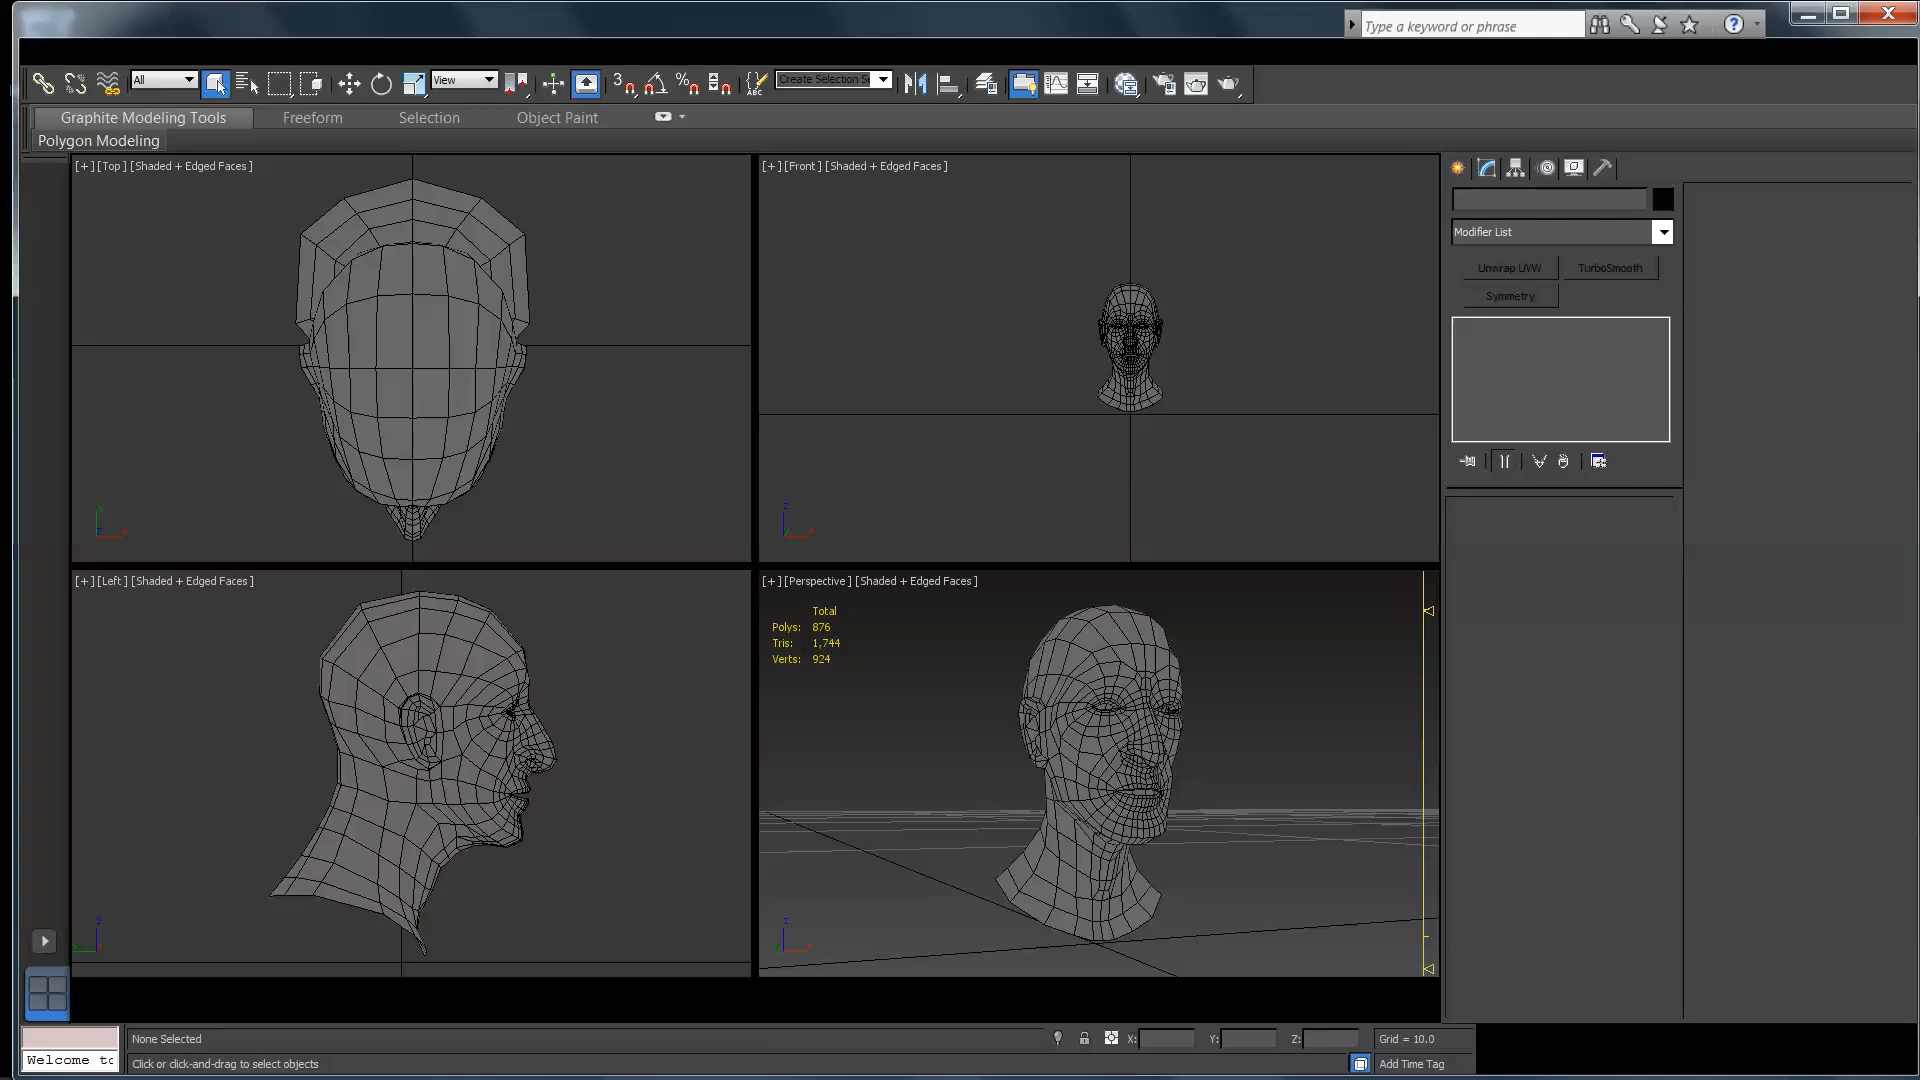 Type a keyword or phrase
All
View
3
ABC
Create Selection S
Graphite Modeling Tools
Freeform
Selection
Object Paint
Polygon Modeling
[+][Top][Shaded + Edged Faces]
[+][Front][Shaded + Edged Faces]
Modifier List
Unwrap UVW
TurboSmooth
Symmetry
[+][Left][Shaded + Edged Faces]
[+][Perspective][Shaded + Edged Faces]
Total
Polys: 876
Tris: 1,744
Verts: 924
None Selected
X:
Y:
Z:
Grid = 10.0
Welcome to
Click or click-and-drag to select objects
Add Time Tag